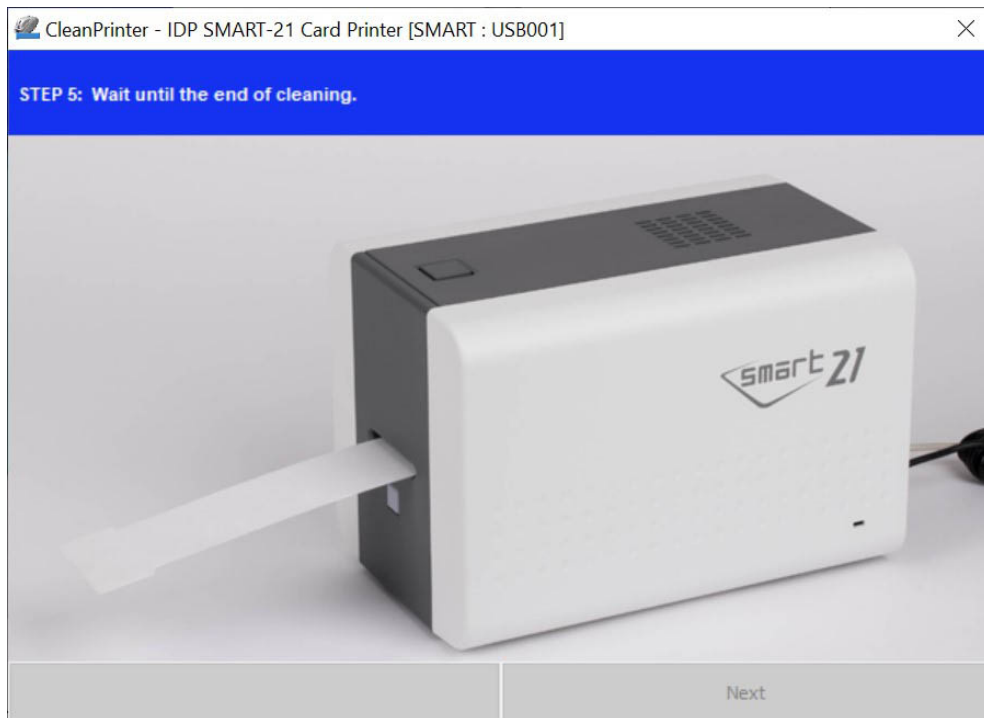 CleanPrinter - IDP SMART-21 Card Printer [SMART : USB001]
STEP 5: Wait until the end of cleaning.
smart 21
Next